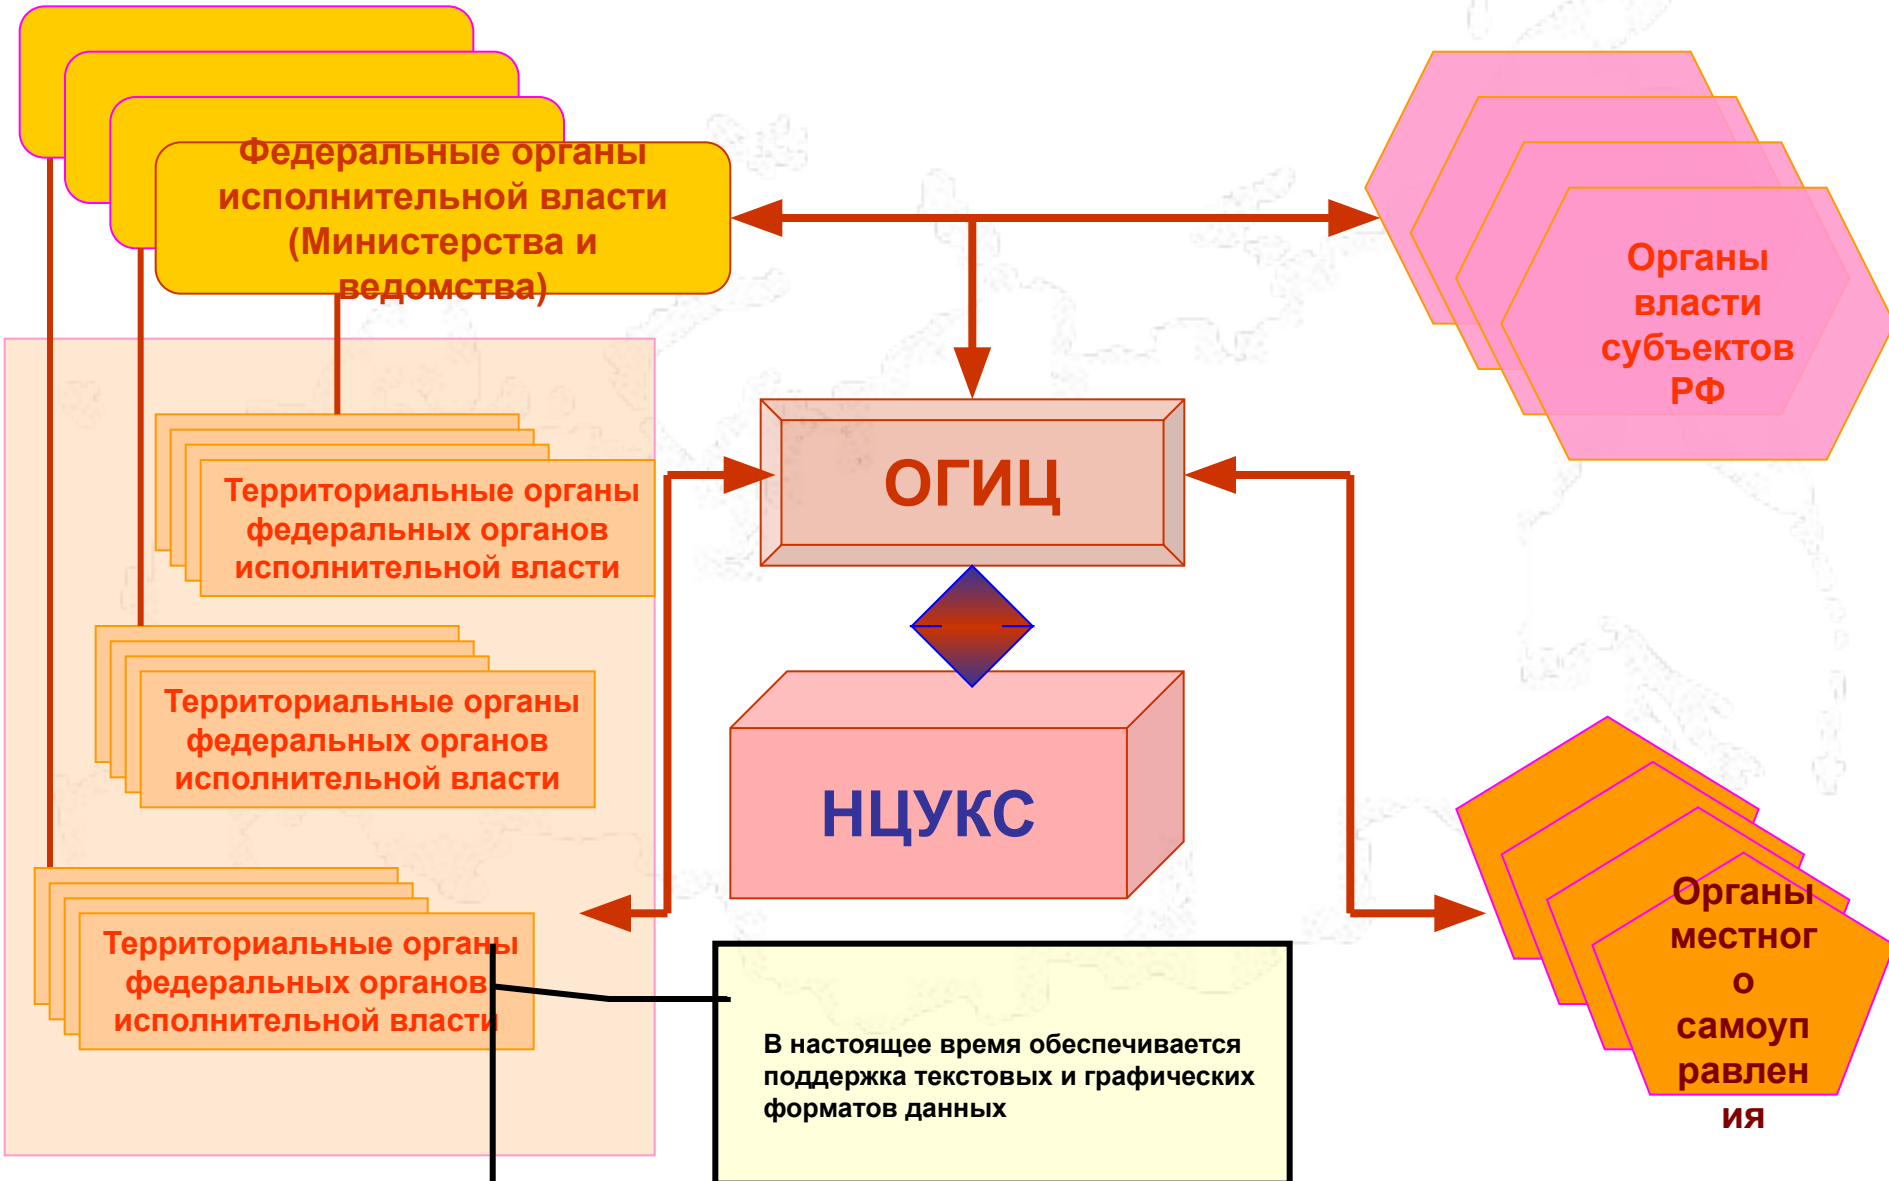 Федеральные органы
исполнительной власти
(Министерства и
ведомства)
Органы
власти
субъектов
РФ
ОГИЦ
Территориальные органы
федеральных органов
исполнительной власти
Территориальные органы
федеральных органов
исполнительной власти
НЦУКС
Территориальные органы
федеральных органов
исполнительной власти
В настоящее время обеспечивается
поддержка текстовых и графических
форматов данных
Органы
местног
о
самоуп
равлен
ия